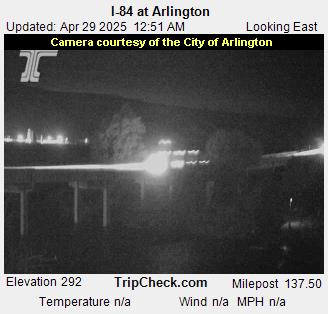 I-84 at Arlington
Updated: Apr 29 2025 12:51 AM Looking East
Camera courtesy of the City of Arlington
Elevation 292 TripCheck.com Milepost 137.50
Temperature n/a Wind n/a MPH n/a